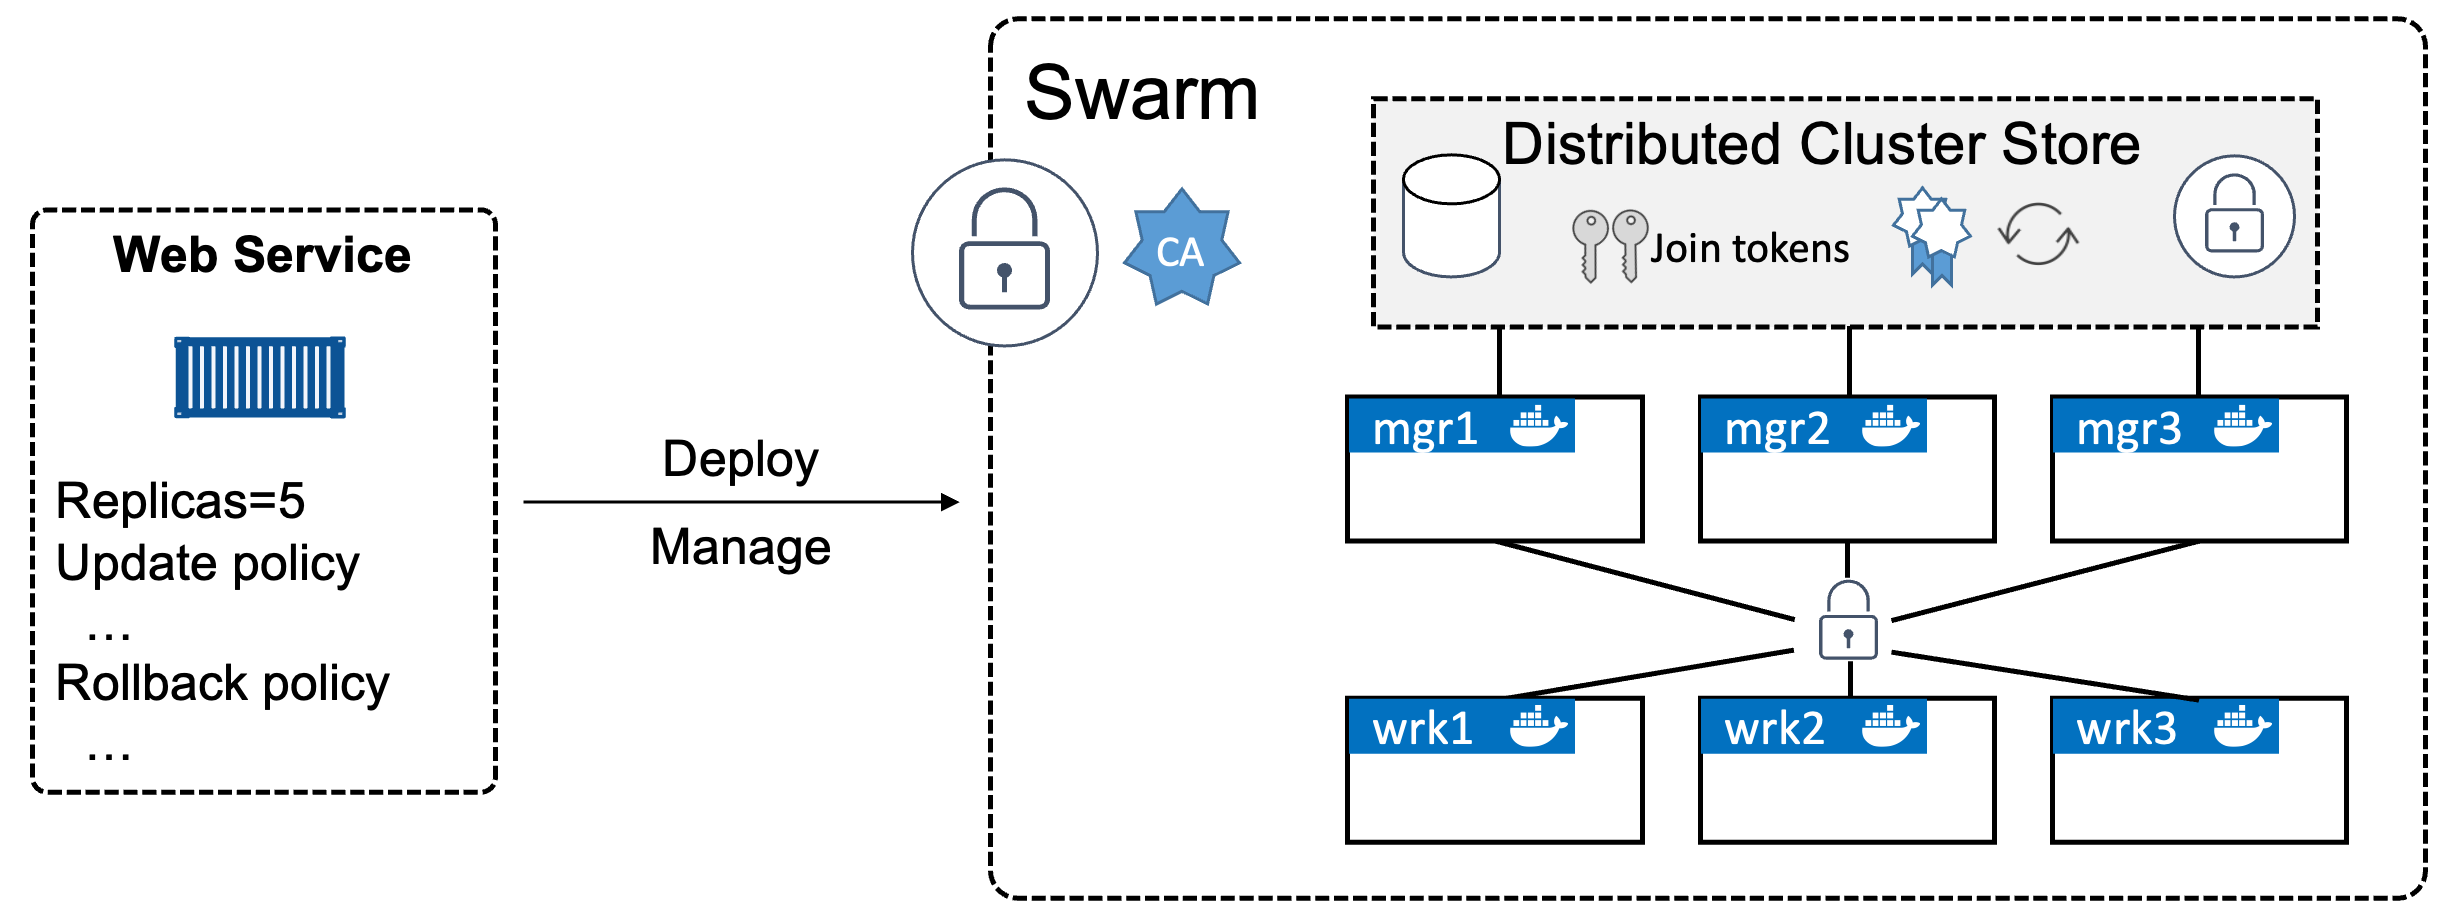 Web Service
Replicas=5
Update policy
…
Rollback policy
…
Deploy
Manage
Swarm
CA
Distributed Cluster Store
Join tokens
mgr1
mgr2
mgr3
wrk1
wrk2
wrk3